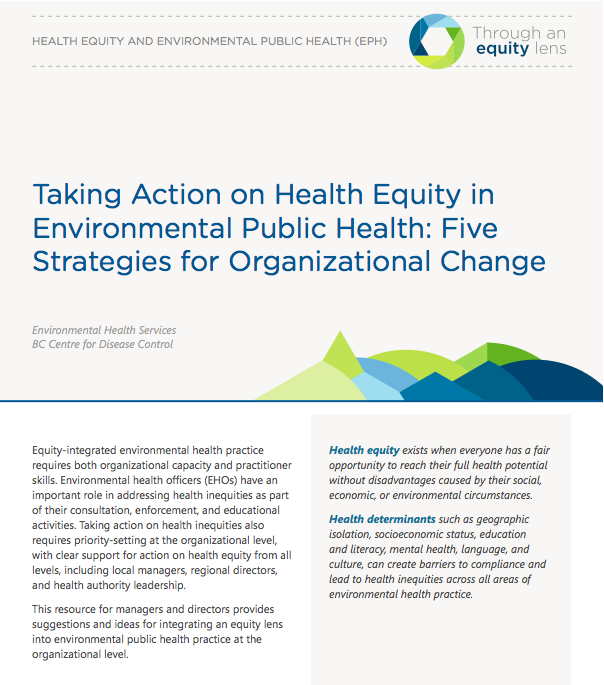 HEALTH EQUITY AND ENVIRONMENTAL PUBLIC HEALTH (EPH)
Through an
equity lens
Taking Action on Health Equity in
Environmental Public Health: Five
Strategies for Organizational Change
Environmental Health Services
BC Centre for Disease Control
Equity-integrated environmental health practice
requires both organizational capacity and practitioner
skills. Environmental health officers (EHOs) have an
important role in addressing health inequities as part
of their consultation, enforcement, and educational
activities. Taking action on health inequities also
requires priority-setting at the organizational level,
with clear support for action on health equity from all
levels, including local managers, regional directors,
and health authority leadership.
This resource for managers and directors provides
suggestions and ideas for integrating an equity lens
into environmental public health practice at the
organizational level.
Health equity exists when everyone has a fair
opportunity to reach their full health potential
without disadvantages caused by their social,
economic, or environmental circumstances.
Health determinants such as geographic
isolation, socioeconomic status, education
and literacy, mental health, language, and
culture, can create barriers to compliance and
lead to health inequities across all areas of
environmental health practice.